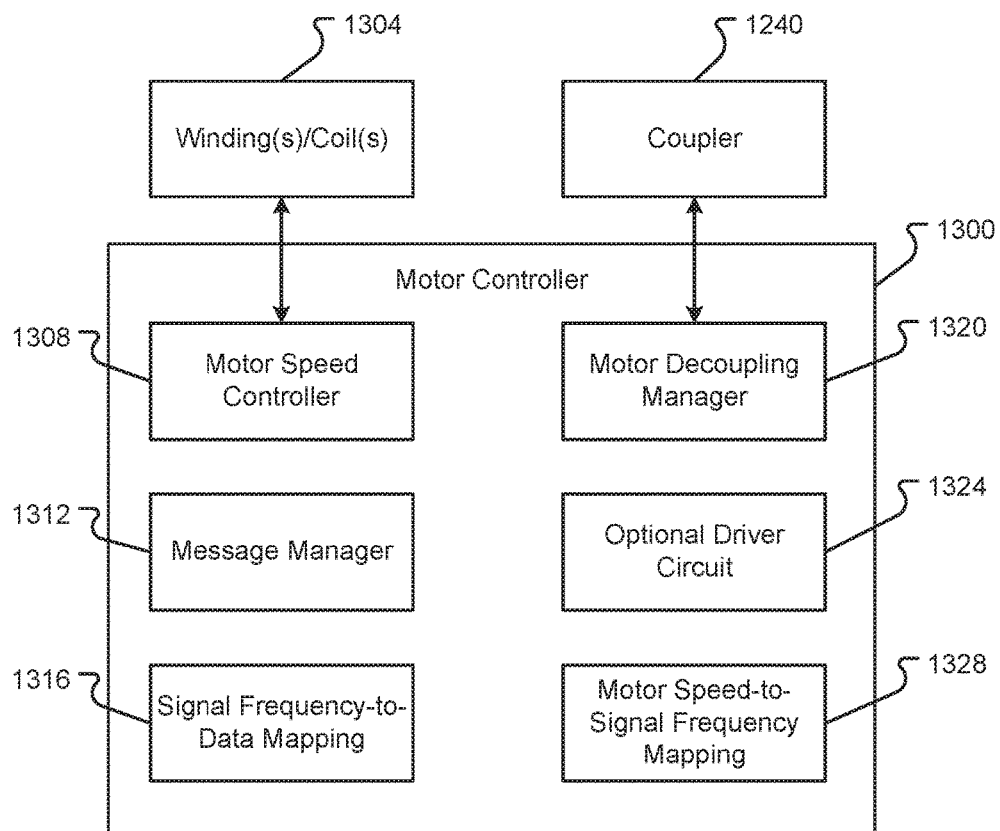 1304
1240
Winding(s)/Coil(s)
Coupler
1300
Motor Controller
1308
Motor Speed
Controller
1320
Motor Decoupling
Manager
1312
Message Manager
1324
Optional Driver
Circuit
1316
Signal Frequency-to-
Data Mapping
1328
Motor Speed-to-
Signal Frequency
Mapping